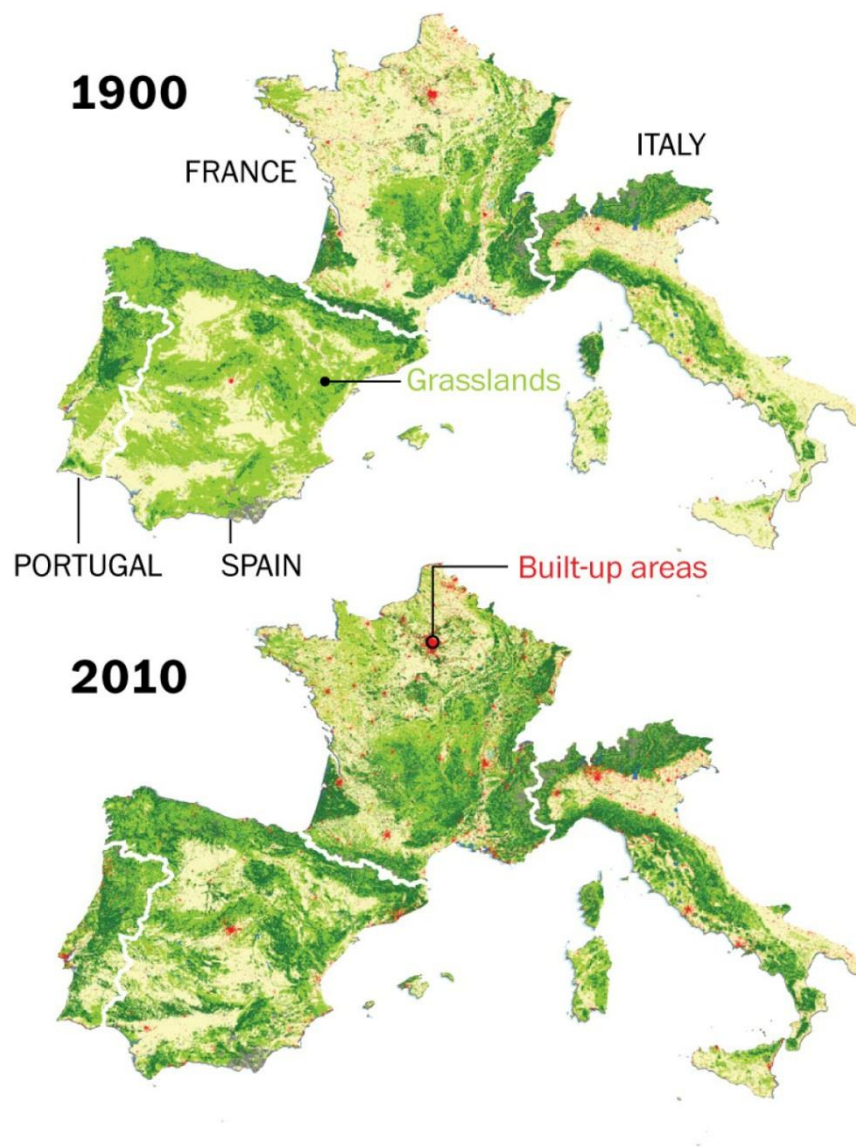 1900
FRANCE
ITALY
Grasslands
PORTUGAL
SPAIN
Built-up areas
2010